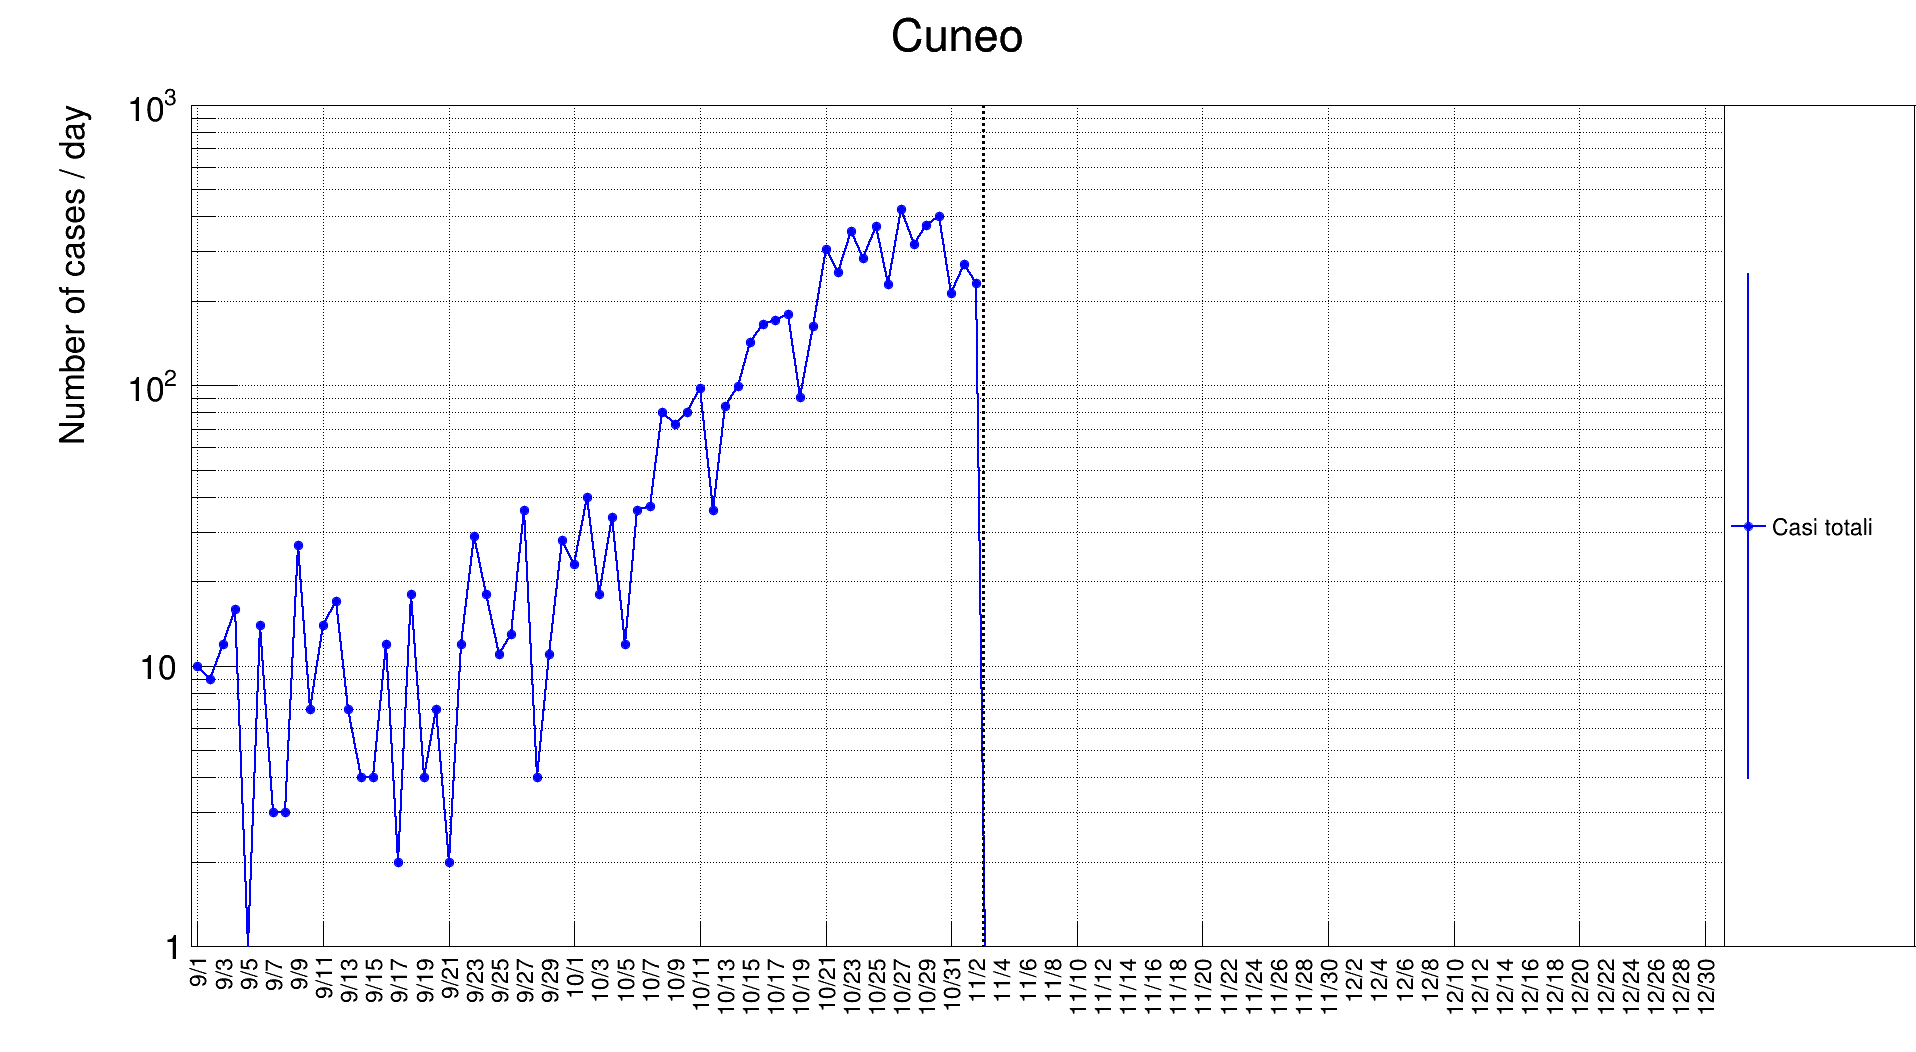 Cuneo
Number of cases / day
10³
10²
10
1
9/1 9/3 9/5 9/7 9/9 9/11 9/13 9/15 9/17 9/19 9/21 9/23 9/25 9/27 9/29 10/1 10/3 10/5 10/7 10/9 10/11 10/13 10/15 10/17 10/19 10/21 10/23 10/25 10/27 10/29 10/31 11/2 11/4 11/6 11/8 11/10 11/12 11/14 11/16 11/18 11/20 11/22 11/24 11/26 11/28 11/30 12/2 12/4 12/6 12/8 12/10 12/12 12/14 12/16 12/18 12/20 12/22 12/24 12/26 12/28 12/30
Casi totali